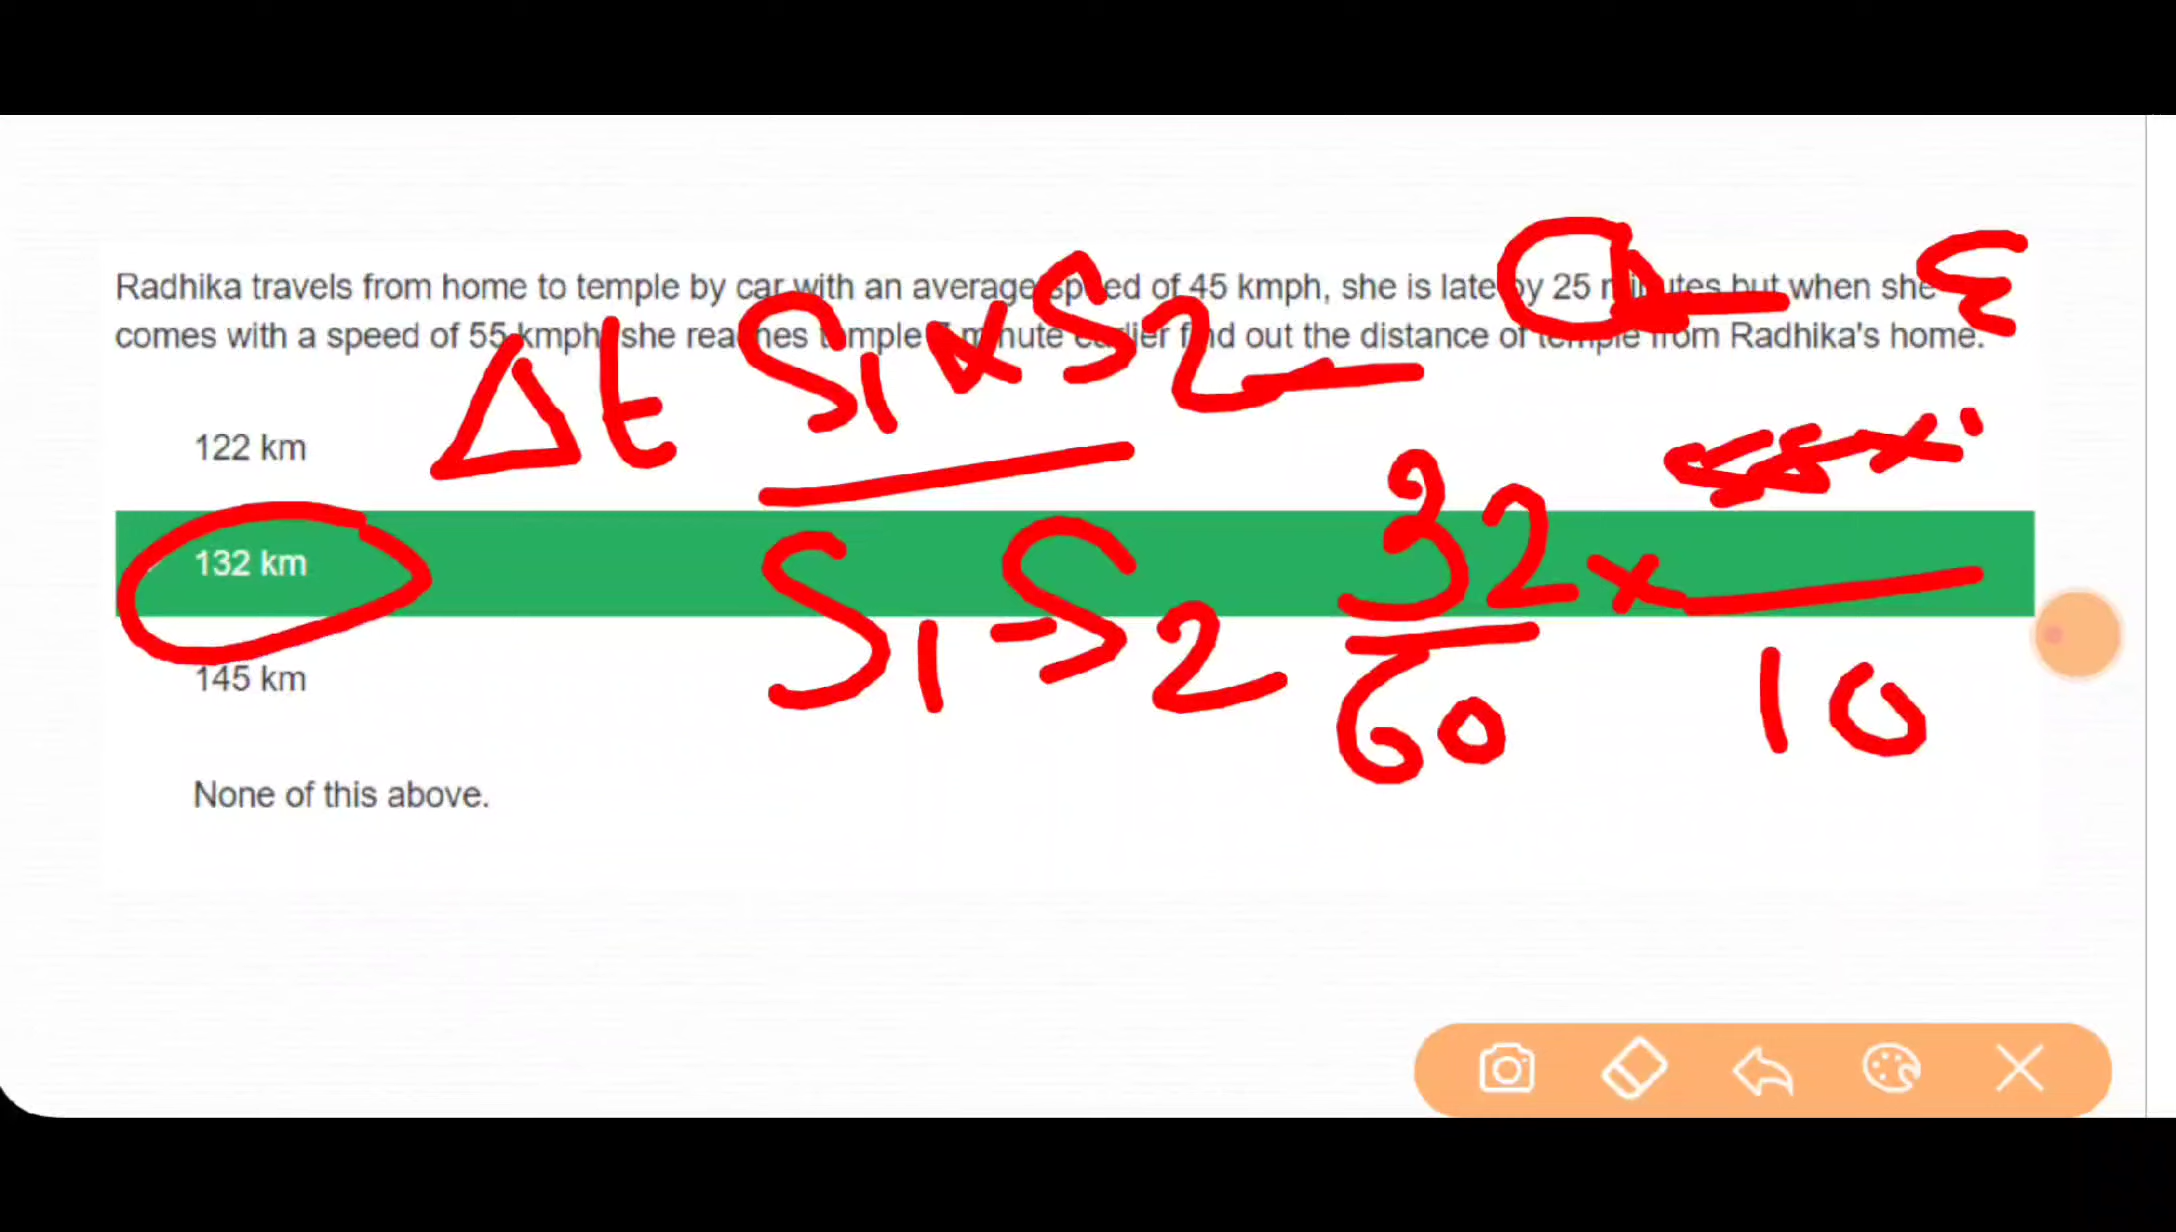 Radhika travels from home to temple by car with an average speed of 45 kmph, she is late by 25 minutes but when she
comes with a speed of 55 kmph, she reaches temple minute earlier find out the distance of temple from Radhika's home.
Δt S1 x S2
S1 - S2
32
60
x
10
122 km
132 km
145 km
None of this above.